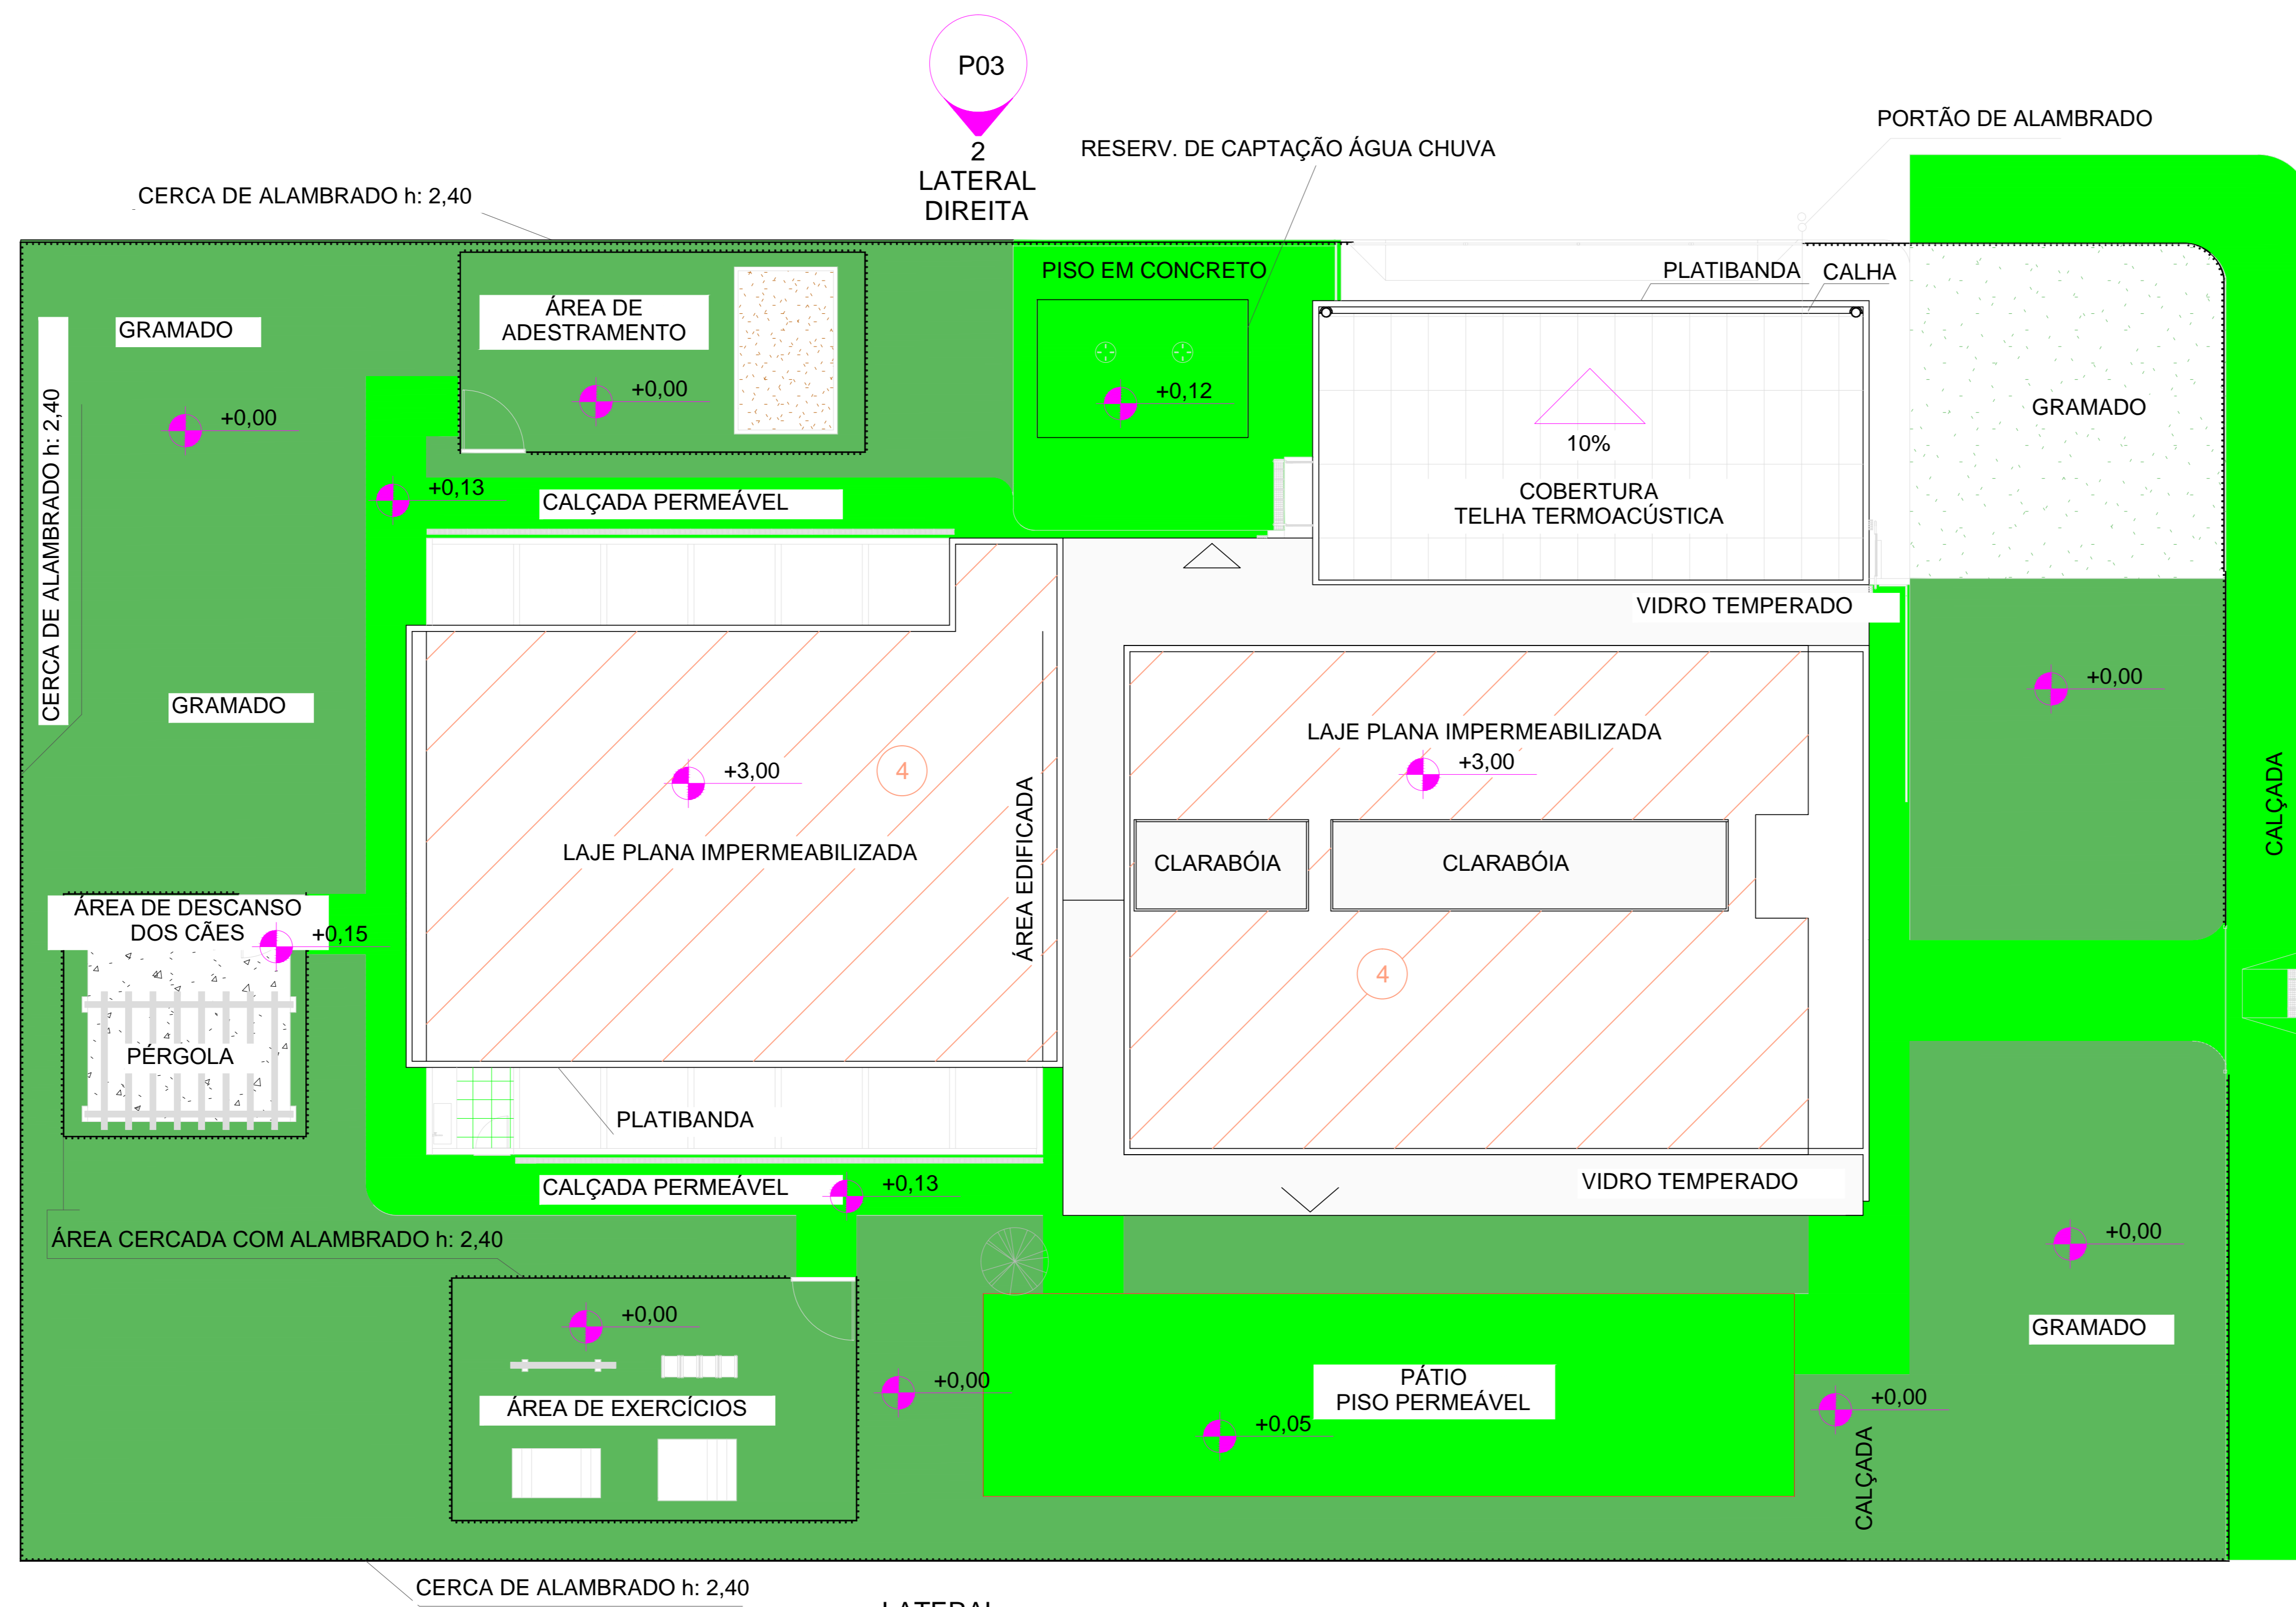 P03
2
LATERAL
DIREITA
PORTÃO DE ALAMBRADO
RESERV. DE CAPTAÇÃO ÁGUA CHUVA
CERCA DE ALAMBRADO h: 2,40
PISO EM CONCRETO
PLATIBANDA
CALHA
GRAMADO
ÁREA DE
ADESTRAMENTO
+0,00
+0,00
+0,12
GRAMADO
10%
CERCA DE ALAMBRADO h: 2,40
+0,13
CALÇADA PERMEÁVEL
COBERTURA
TELHA TERMOACÚSTICA
VIDRO TEMPERADO
GRAMADO
+0,00
LAJE PLANA IMPERMEABILIZADA
+3,00
4
+3,00
CALÇADA
LAJE PLANA IMPERMEABILIZADA
ÁREA EDIFICADA
CLARABÓIA
CLARABÓIA
ÁREA DE DESCANSO
DOS CÃES
+0,15
4
PÉRGOLA
PLATIBANDA
CALÇADA PERMEÁVEL
+0,13
VIDRO TEMPERADO
ÁREA CERCADA COM ALAMBRADO h: 2,40
+0,00
+0,00
GRAMADO
+0,00
PÁTIO
PISO PERMEÁVEL
+0,00
ÁREA DE EXERCÍCIOS
+0,05
CALÇADA
CERCA DE ALAMBRADO h: 2,40
LATERAL